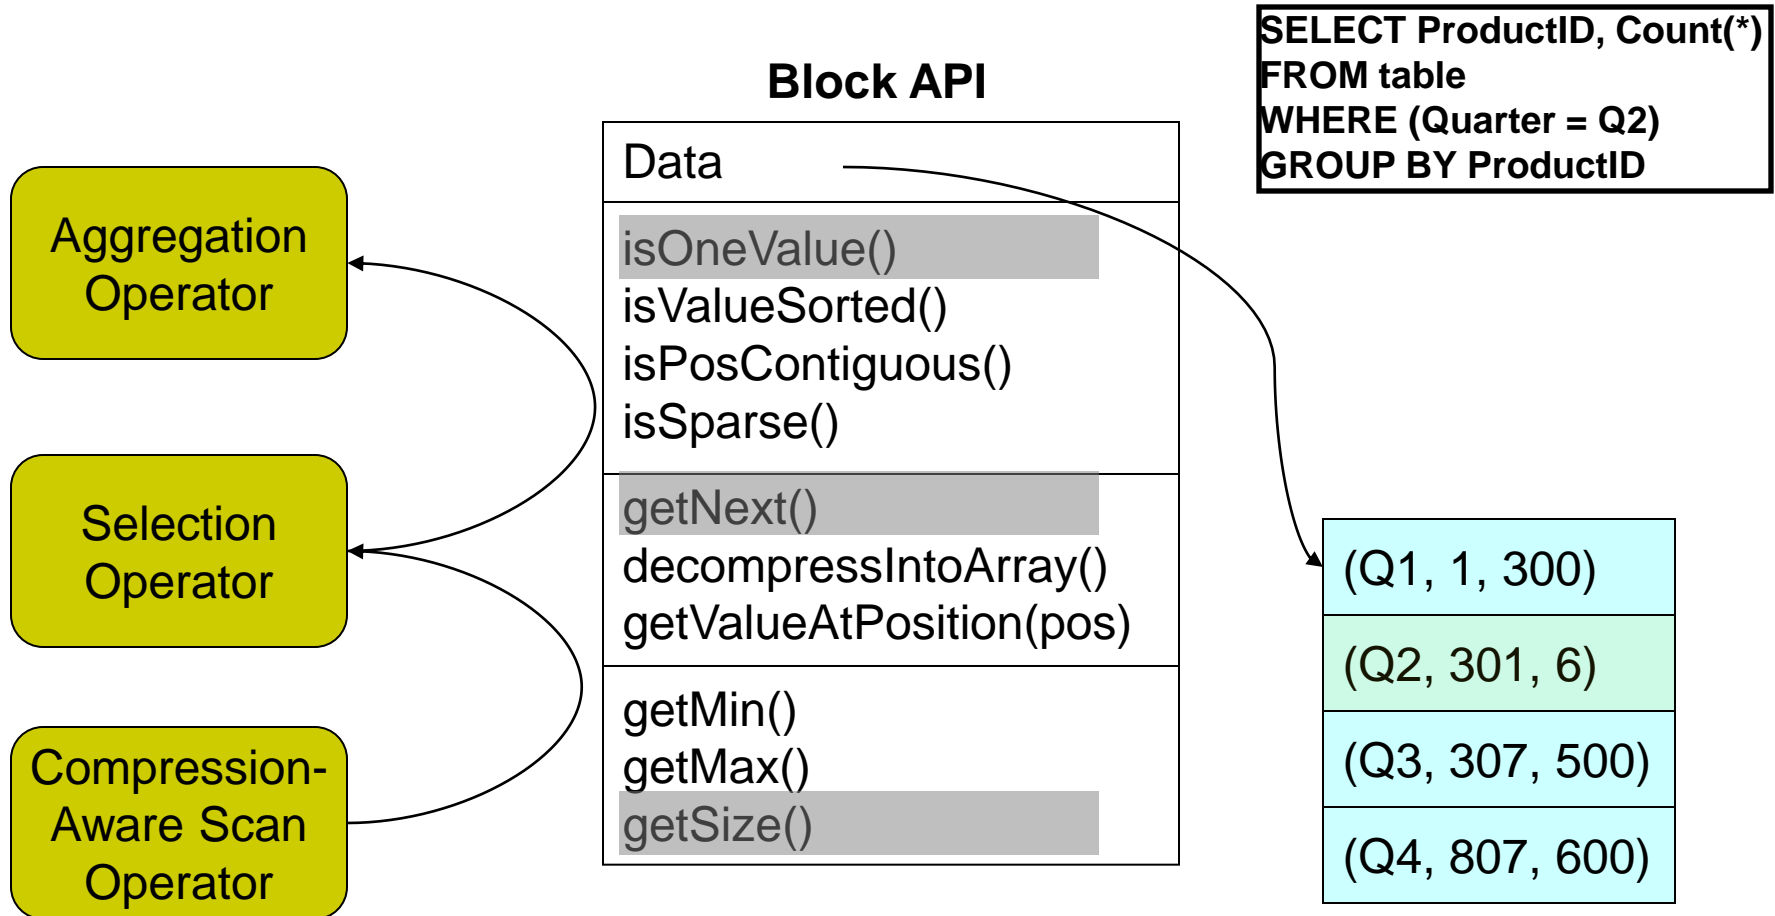 SELECT ProductID, Count(*)
FROM table
WHERE (Quarter = Q2)
GROUP BY ProductID
Block API
Data
isOneValue()
isValueSorted()
isPosContiguous()
isSparse()
getNext()
decompressIntoArray()
getValueAtPosition(pos)
getMin()
getMax()
getSize()
Aggregation
Operator
Selection
Operator
Compression-
Aware Scan
Operator
(Q1, 1, 300)
(Q2, 301, 6)
(Q3, 307, 500)
(Q4, 807, 600)